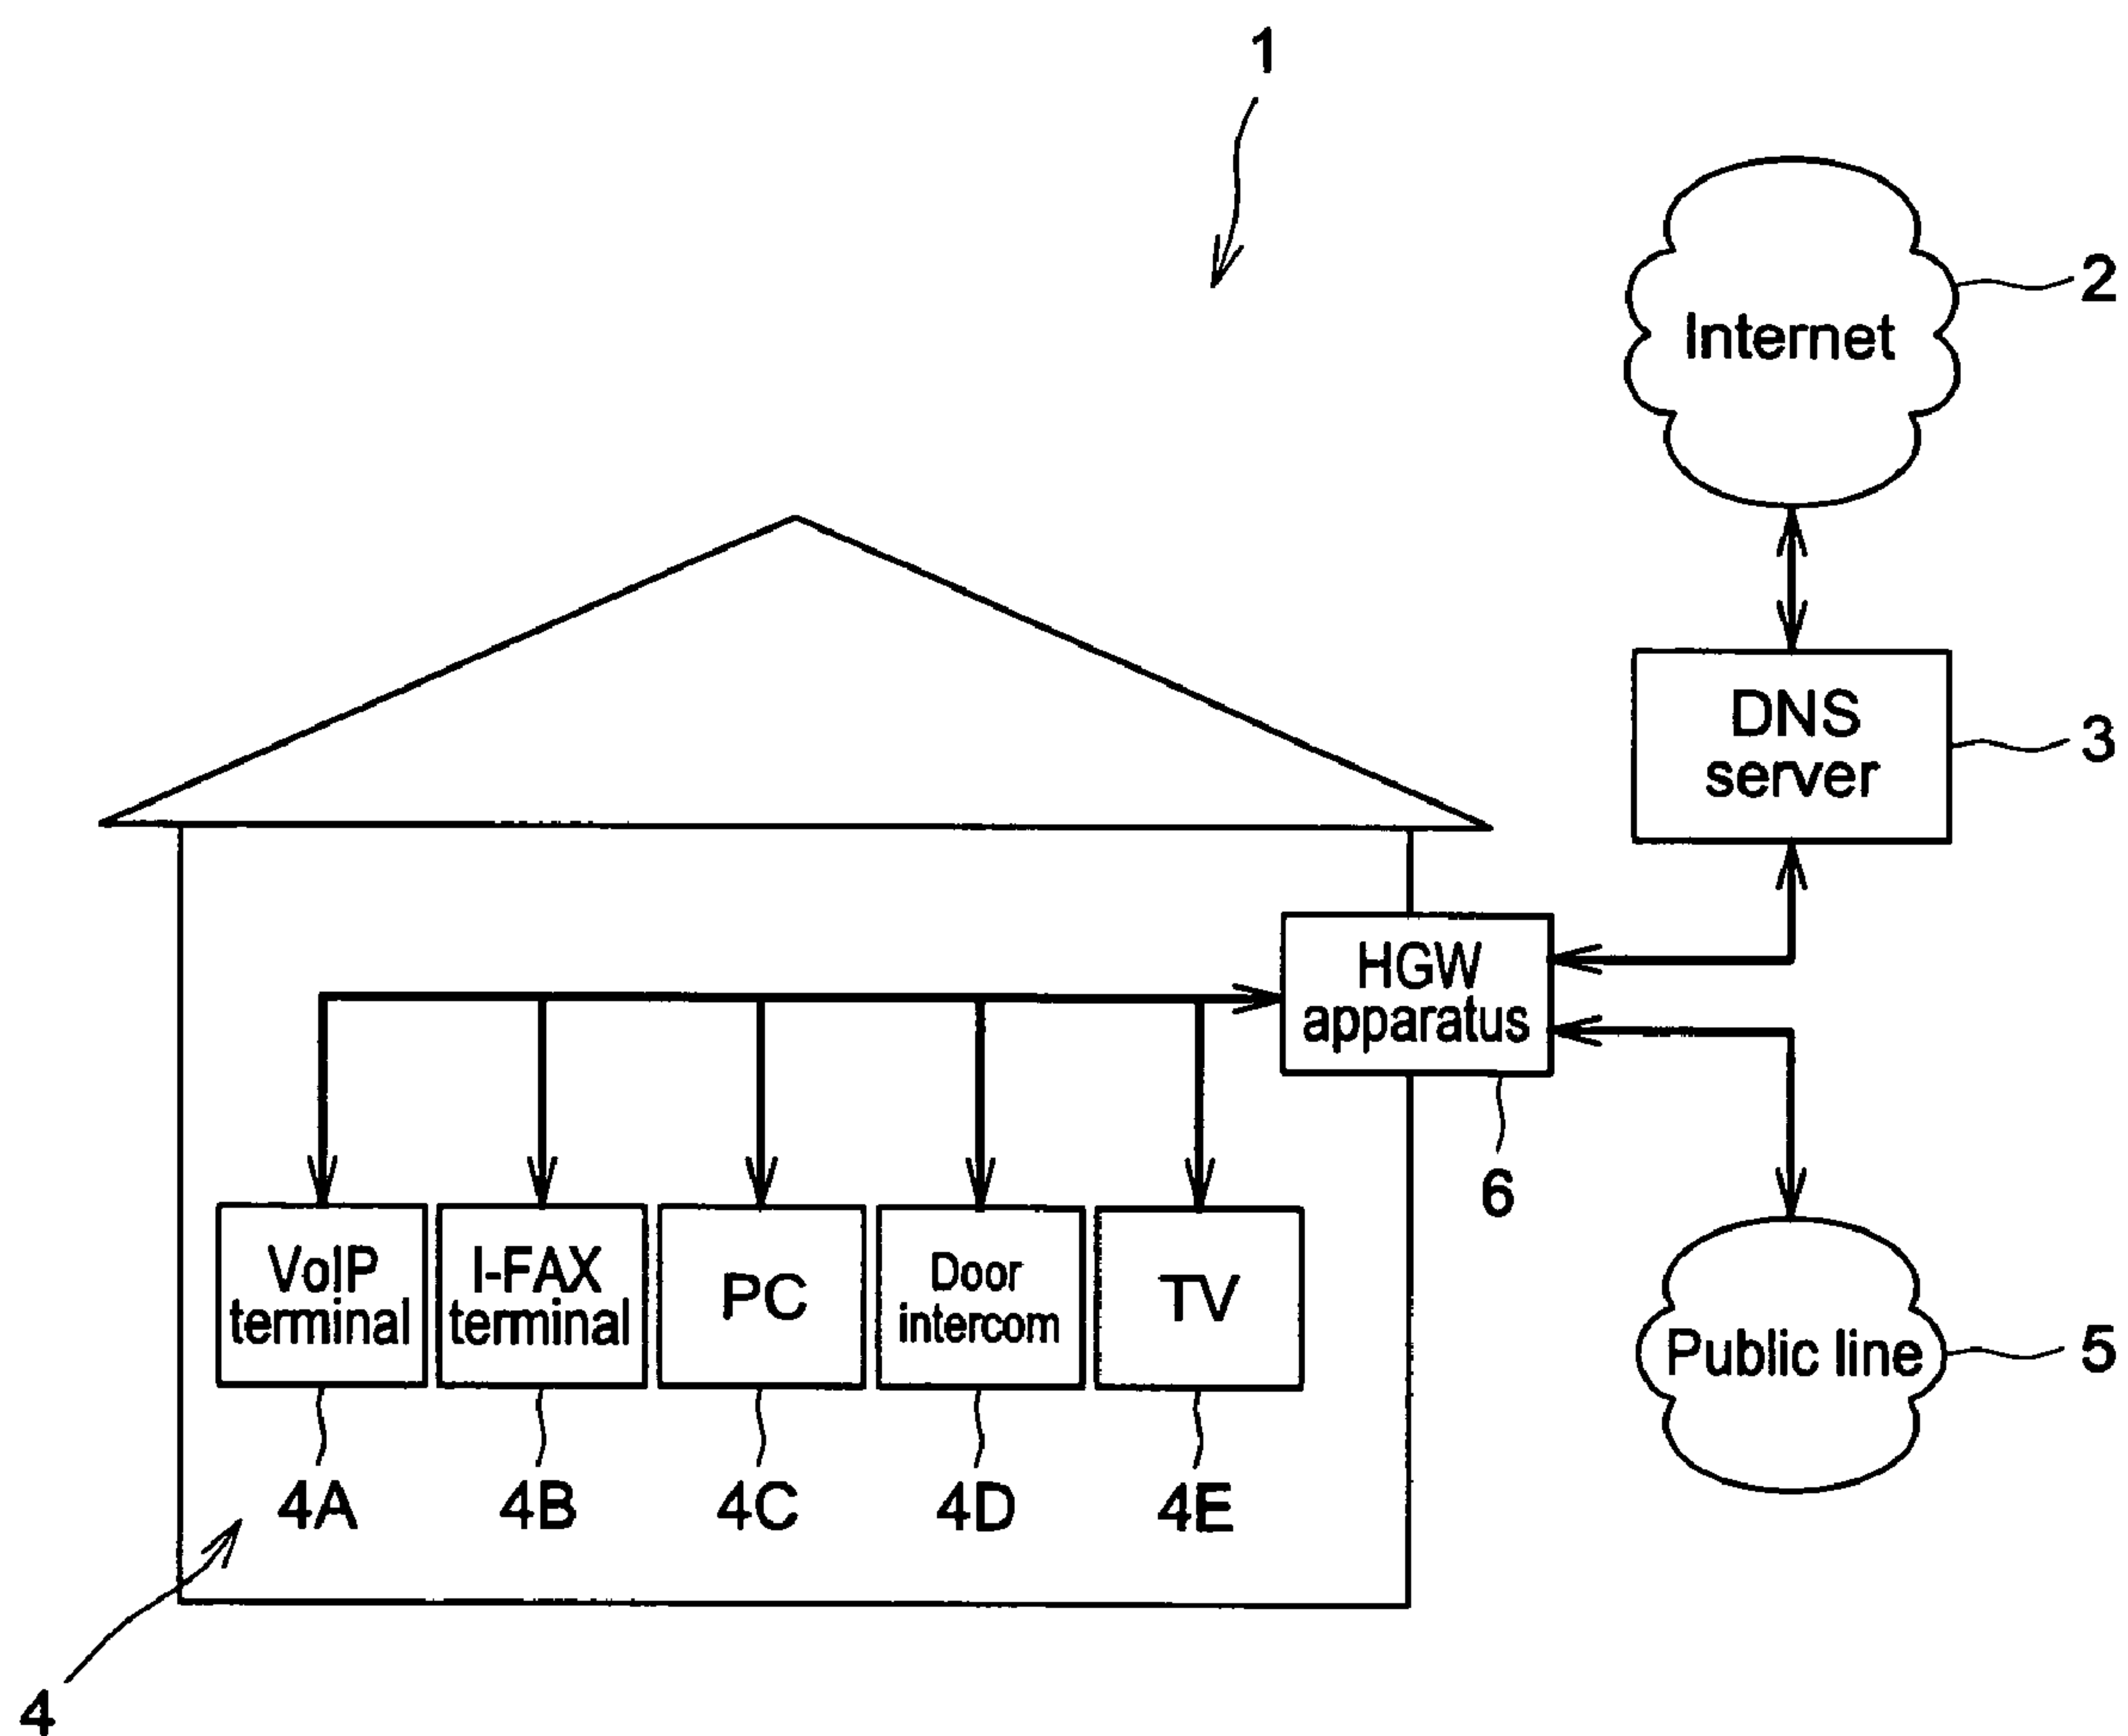 1
Internet
2
DNS
server
3
HGW
apparatus
6
VoIP
terminal
I-FAX
terminal
PC
Door
intercom
TV
Public line
5
4A
4B
4C
4D
4E
4